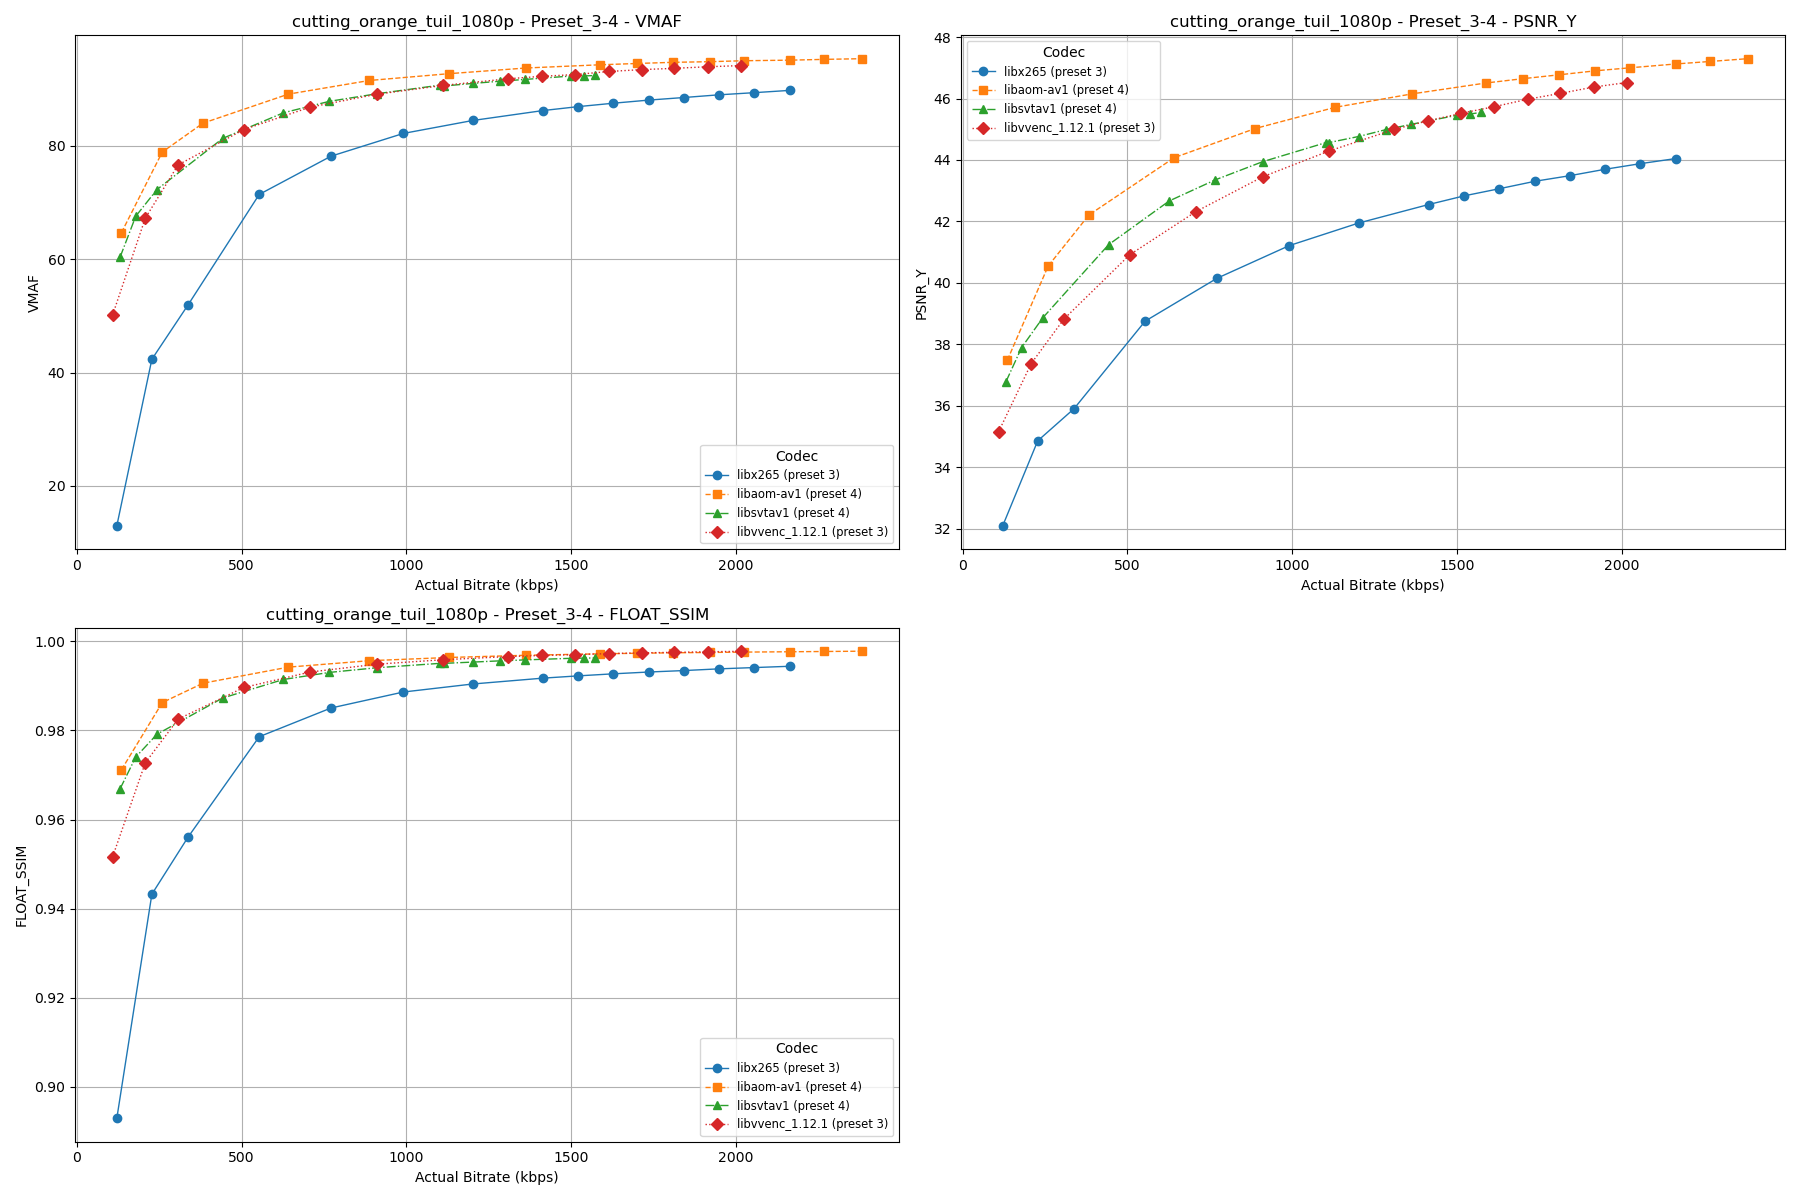 cutting_orange_tuil_1080p - Preset_3-4 - VMAF
VMAF
80
60
40
20
0
500
1000
1500
2000
Actual Bitrate (kbps)
Codec
libx265 (preset 3)
libaom-av1 (preset 4)
libsvtav1 (preset 4)
libvvenc_1.12.1 (preset 3)
cutting_orange_tuil_1080p - Preset_3-4 - PSNR_Y
PSNR_Y
48
46
44
42
40
38
36
34
32
Codec
libx265 (preset 3)
libaom-av1 (preset 4)
libsvtav1 (preset 4)
libvvenc_1.12.1 (preset 3)
0
500
1000
1500
2000
Actual Bitrate (kbps)
cutting_orange_tuil_1080p - Preset_3-4 - FLOAT_SSIM
FLOAT_SSIM
1.00
0.98
0.96
0.94
0.92
0.90
Codec
libx265 (preset 3)
libaom-av1 (preset 4)
libsvtav1 (preset 4)
libvvenc_1.12.1 (preset 3)
0
500
1000
1500
2000
Actual Bitrate (kbps)